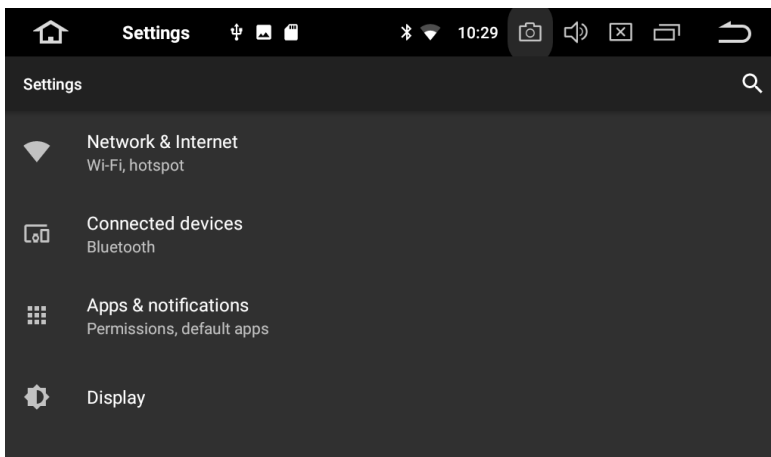 Settings 10:29
Settings
Network & Internet
Wi-Fi, hotspot
Connected devices
Bluetooth
Apps & notifications
Permissions, default apps
Display